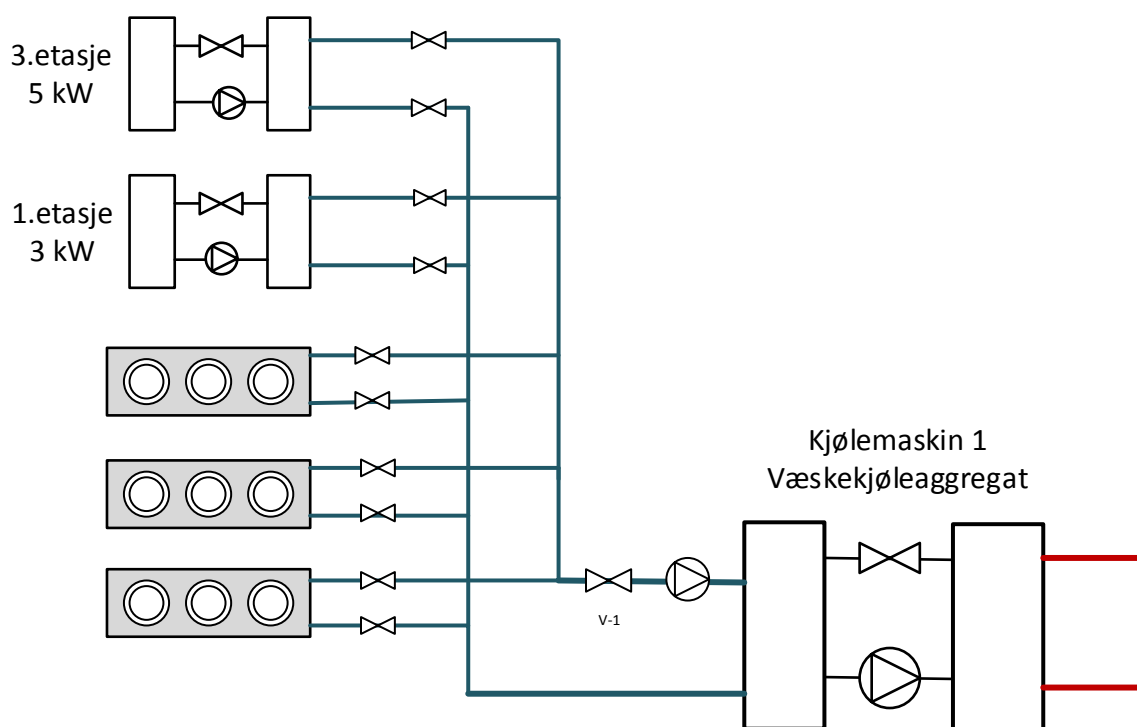 3.etasje
5 kW
1.etasje
3 kW
Kjølemaskin 1
Væskekjøleaggregat
V-1